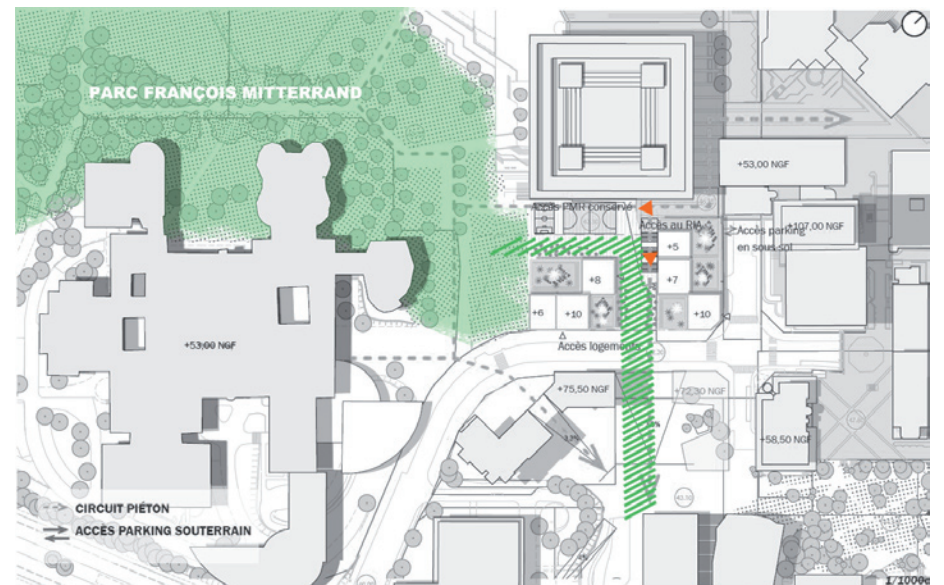 PARC FRANÇOIS MITTERRAND
+53,00 NGF
Accès PMR conservé
Accès au RIA
+107,00 NGF
Accès parking
en sous-sol
+5
+8
+7
+6
+10
+10
Accès logements
+53,00 NGF
+75,50 NGF
+72,30 NGF
+58,50 NGF
CIRCUIT PIÉTON
ACCÈS PARKING SOUTERRAIN
1/1000e